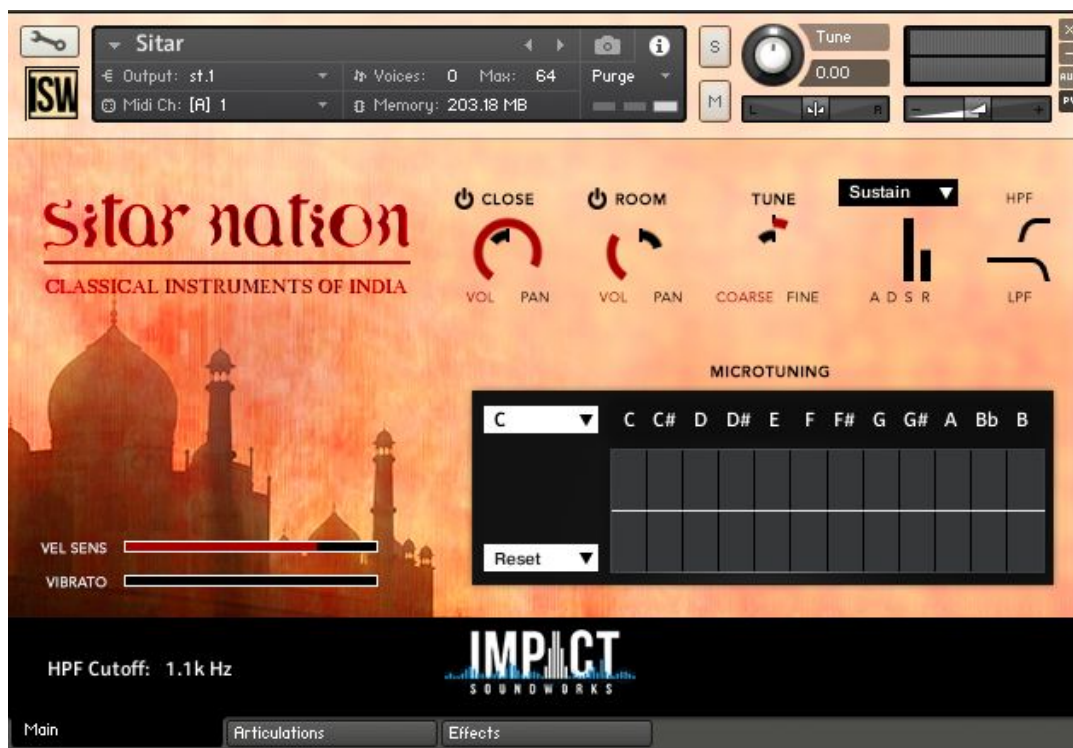 Sitar
Output: st.1
Voices: 0 Max: 64
Purge
Midi Ch: [A] 1
Memory: 203.18 MB
ISW
S
M
Tune
0.00
L R
- +
×
-
AU
PV
Sitar nation
CLASSICAL INSTRUMENTS OF INDIA
CLOSE
VOL PAN
ROOM
VOL PAN
TUNE
COARSE FINE
Sustain
A D S R
HPF
LPF
MICROTUNING
C
C C# D D# E F F# G G# A Bb B
Reset
VEL SENS
VIBRATO
HPF Cutoff: 1.1k Hz
IMPACT
SOUNDWORKS
Main
Articulations
Effects